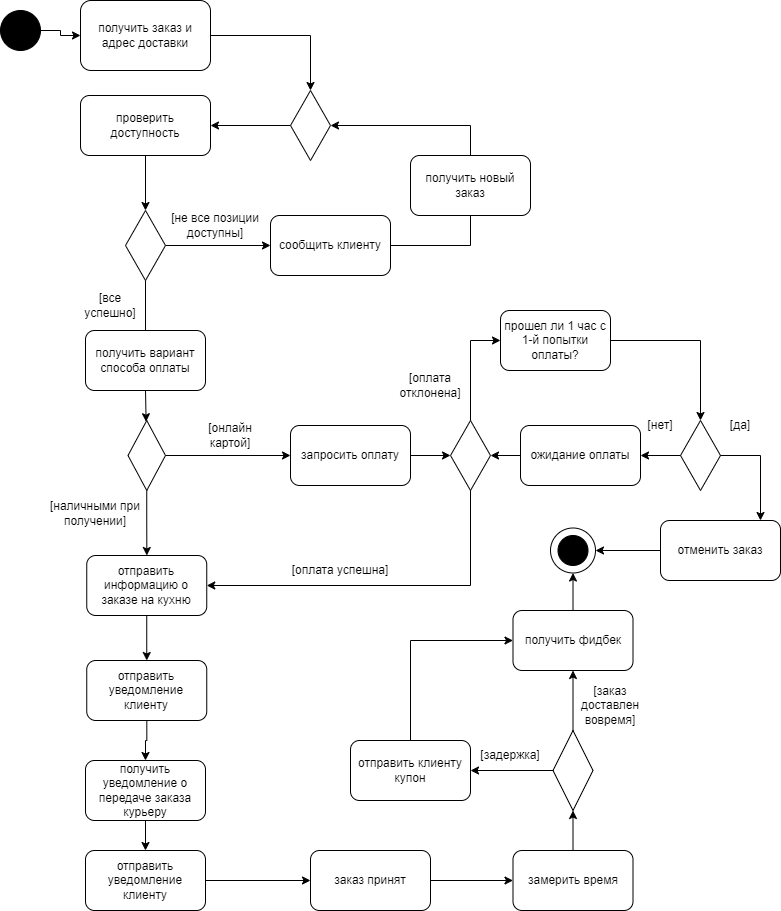 получить заказ и
адрес доставки
проверить
доступность
получить новый
заказ
[не все позиции
доступны]
сообщить клиенту
[все
успешно]
получить вариант
способа оплаты
прошел ли 1 час с
1-й попытки
оплаты?
[оплата
отклонена]
[онлайн
картой]
запросить оплату
ожидание оплаты
[нет]
[да]
[наличными при
получении]
отменить заказ
отправить
информацию о
заказе на кухню
[оплата успешна]
получить фидбек
отправить
уведомление
клиенту
[заказ
доставлен
вовремя]
получить
уведомление о
передаче заказа
курьеру
отправить клиенту
купон
[задержка]
отправить
уведомление
клиенту
заказ принят
замерить время